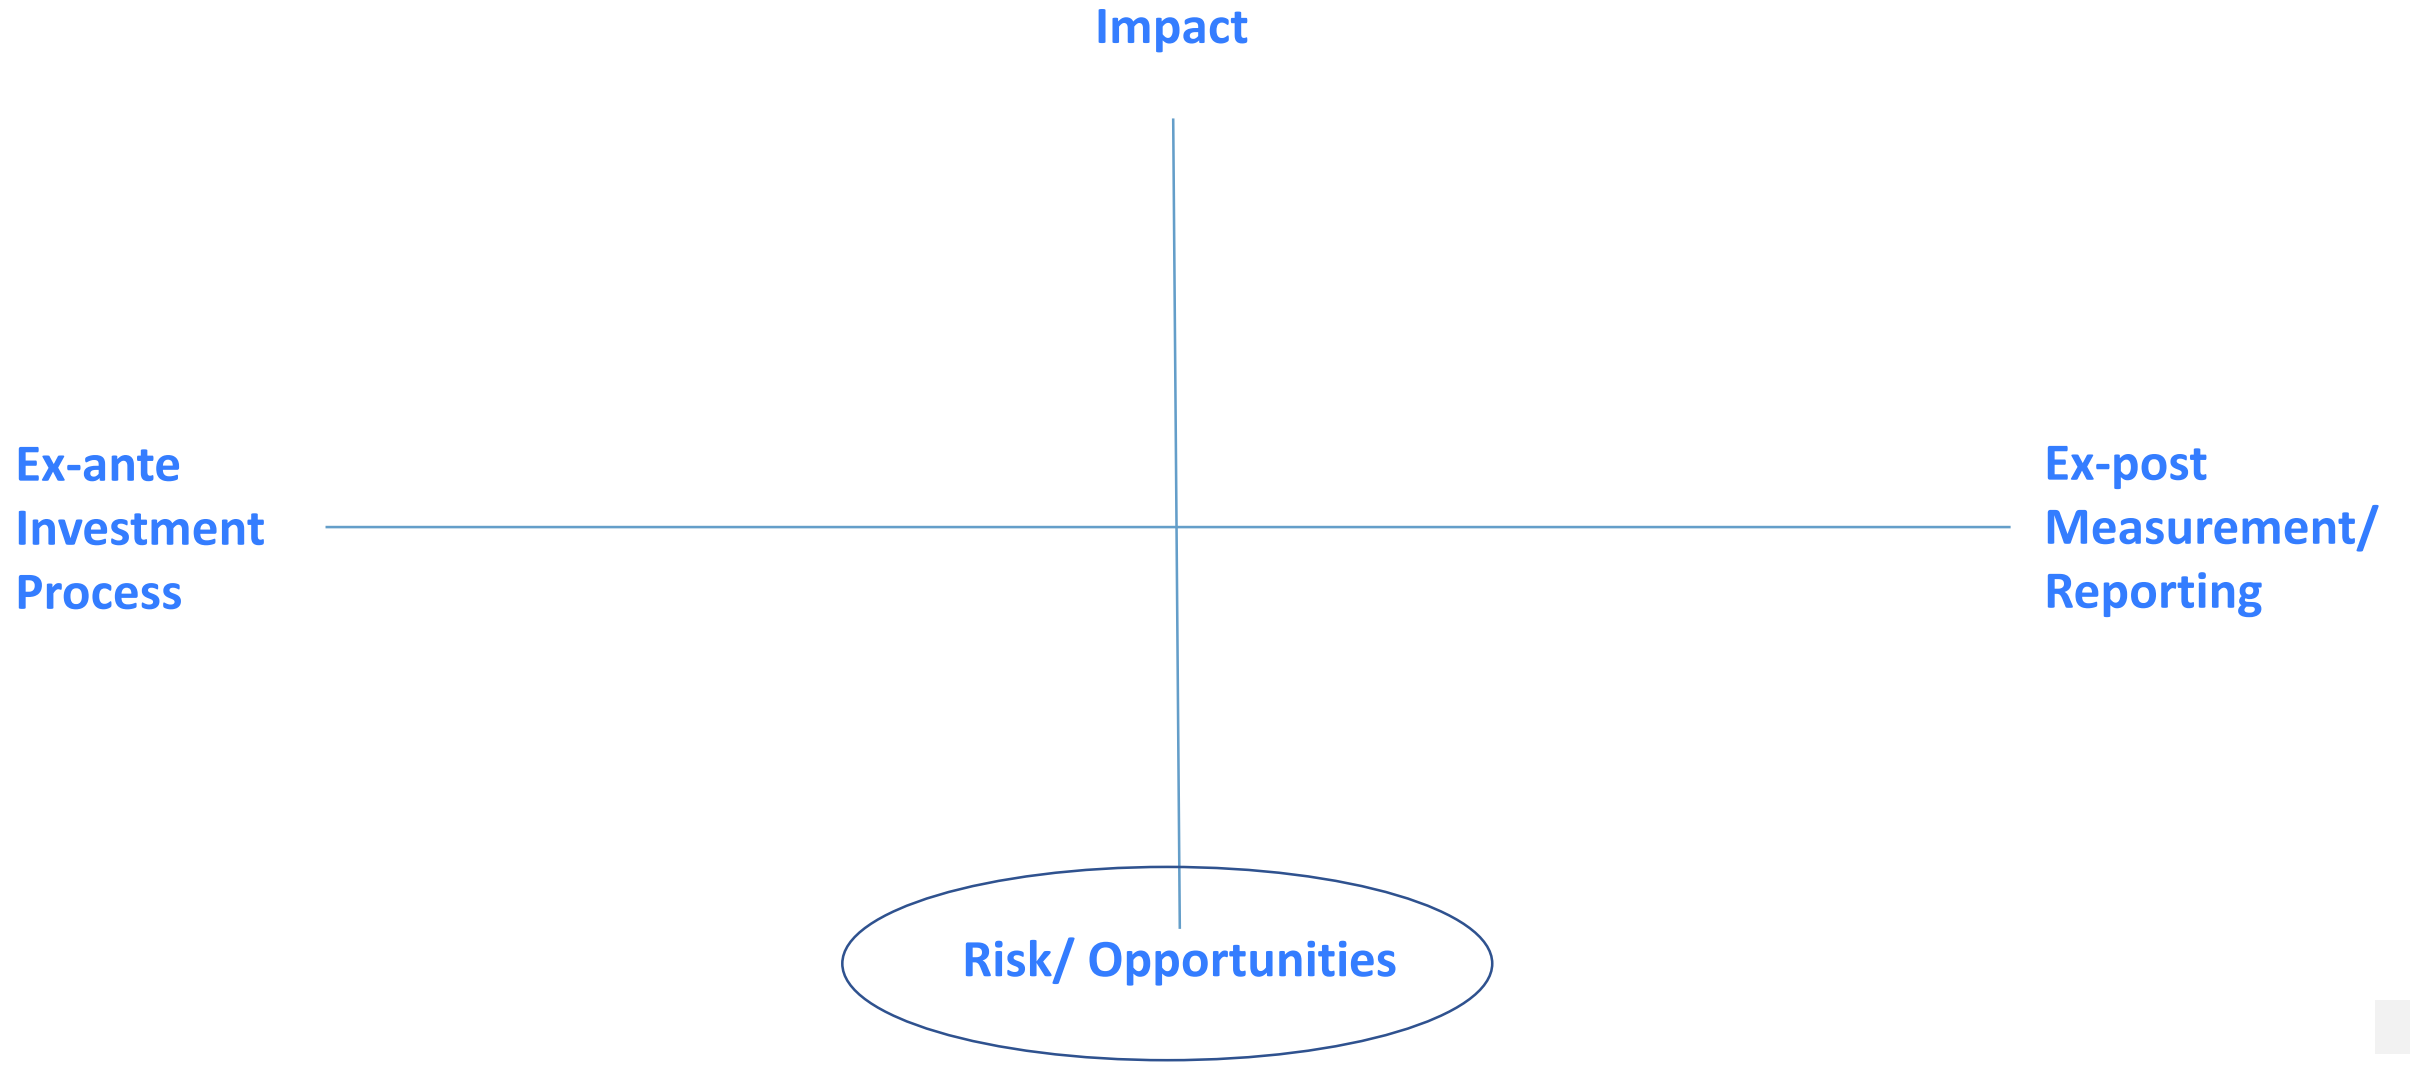 Impact
Ex-ante
Investment
Process
Ex-post
Measurement/
Reporting
Risk/ Opportunities